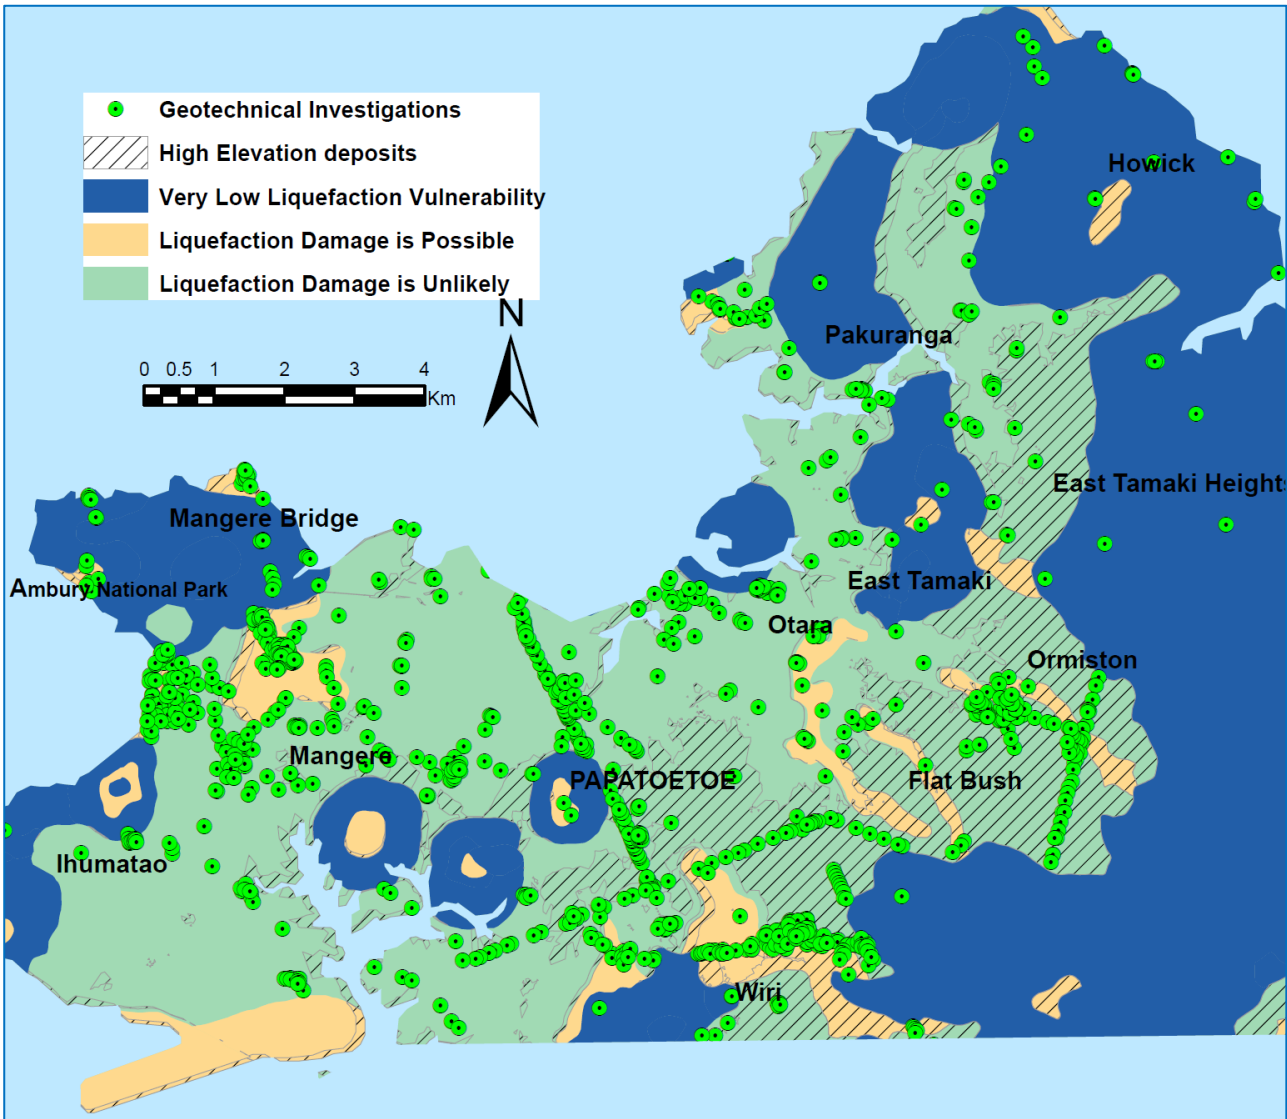 Geotechnical Investigations
High Elevation deposits
Very Low Liquefaction Vulnerability
Liquefaction Damage is Possible
Liquefaction Damage is Unlikely
N
0 0.5 1 2 3 4
Km
Howick
Pakuranga
East Tamaki Height
Mangere Bridge
Ambury National Park
East Tamaki
Otara
Ormiston
Mangere
PAPATOETOE
Flat Bush
Ihumatao
Wiri